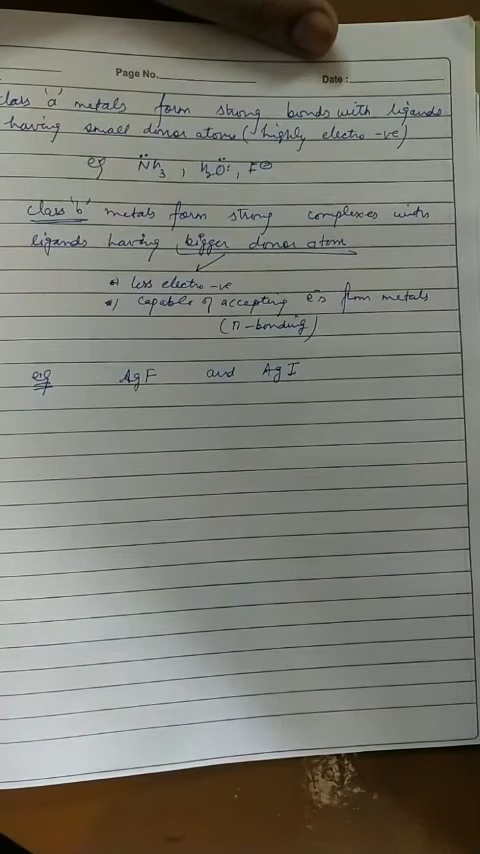 Page No.
Date :
class 'a' metals form strong bonds with ligands
having small donor atoms (highly electro -ve)
eg N̈H₃ , H₂Ö: , F⊖
class 'b' metals form strong complexes with
ligands having bigger donor atom
*) less electro -ve
*) capable of accepting e⁻s from metals
(π-bonding)
eg AgF and AgI